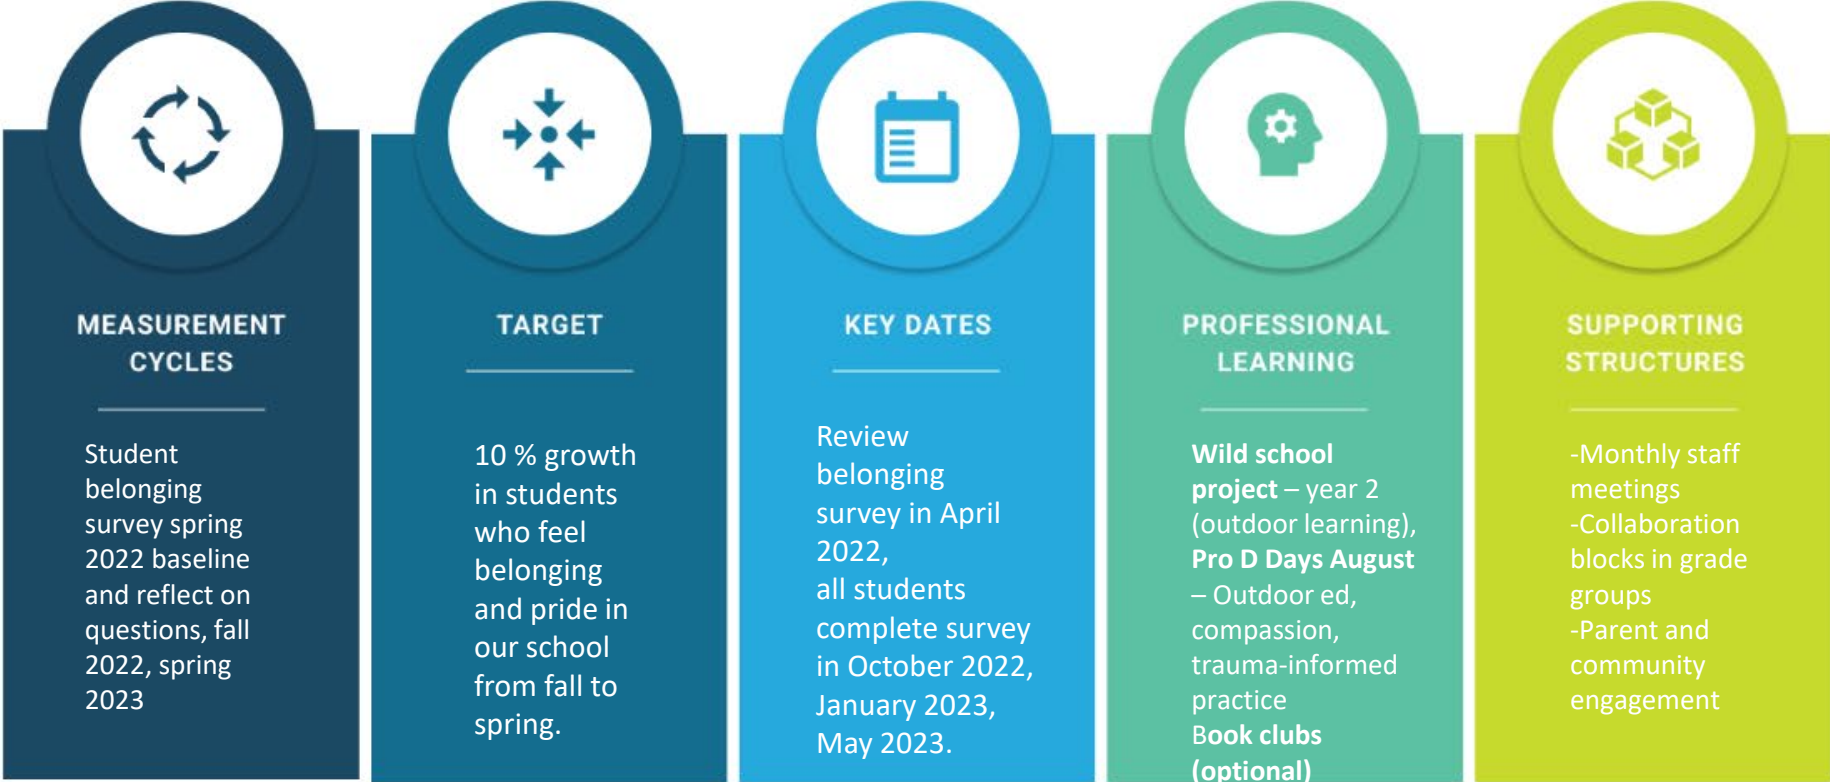 MEASUREMENT
CYCLES
Student
belonging
survey spring
2022 baseline
and reflect on
questions, fall
2022, spring
2023
TARGET
10 % growth
in students
who feel
belonging
and pride in
our school
from fall to
spring.
KEY DATES
Review
belonging
survey in April
2022,
all students
complete survey
in October 2022,
January 2023,
May 2023.
PROFESSIONAL
LEARNING
Wild school
project – year 2
(outdoor learning),
Pro D Days August
– Outdoor ed,
compassion,
trauma-informed
practice
Book clubs
(optional)
SUPPORTING
STRUCTURES
-Monthly staff
meetings
-Collaboration
blocks in grade
groups
-Parent and
community
engagement